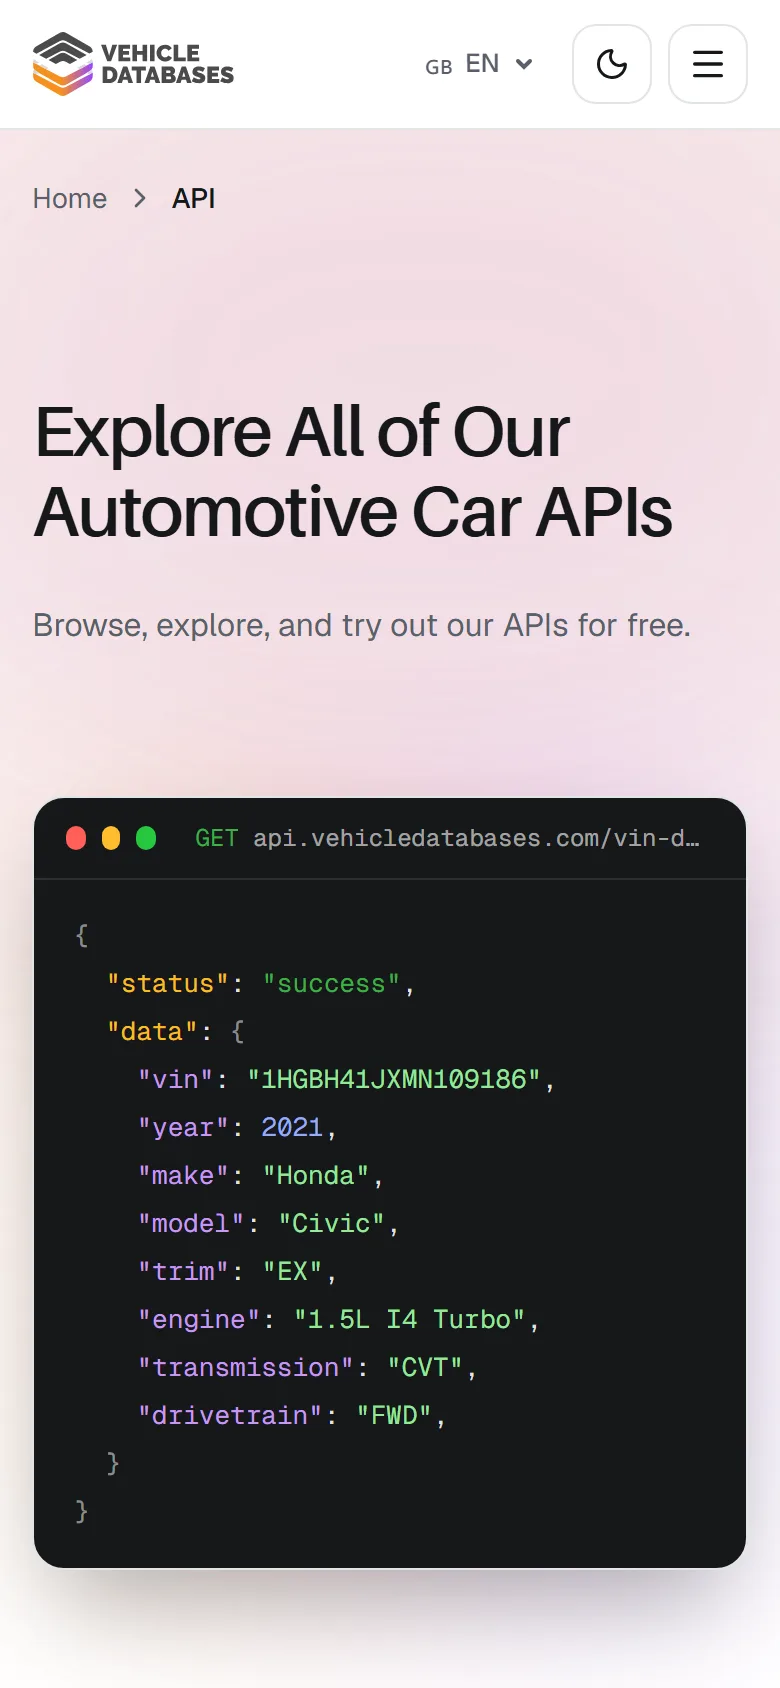 VEHICLE
DATABASES
GB EN
Home > API
Explore All of Our
Automotive Car APIs
Browse, explore, and try out our APIs for free.
GET api.vehicledatabases.com/vin-d…
{
  "status": "success",
  "data": {
    "vin": "1HGBH41JXMN109186",
    "year": 2021,
    "make": "Honda",
    "model": "Civic",
    "trim": "EX",
    "engine": "1.5L I4 Turbo",
    "transmission": "CVT",
    "drivetrain": "FWD",
  }
}